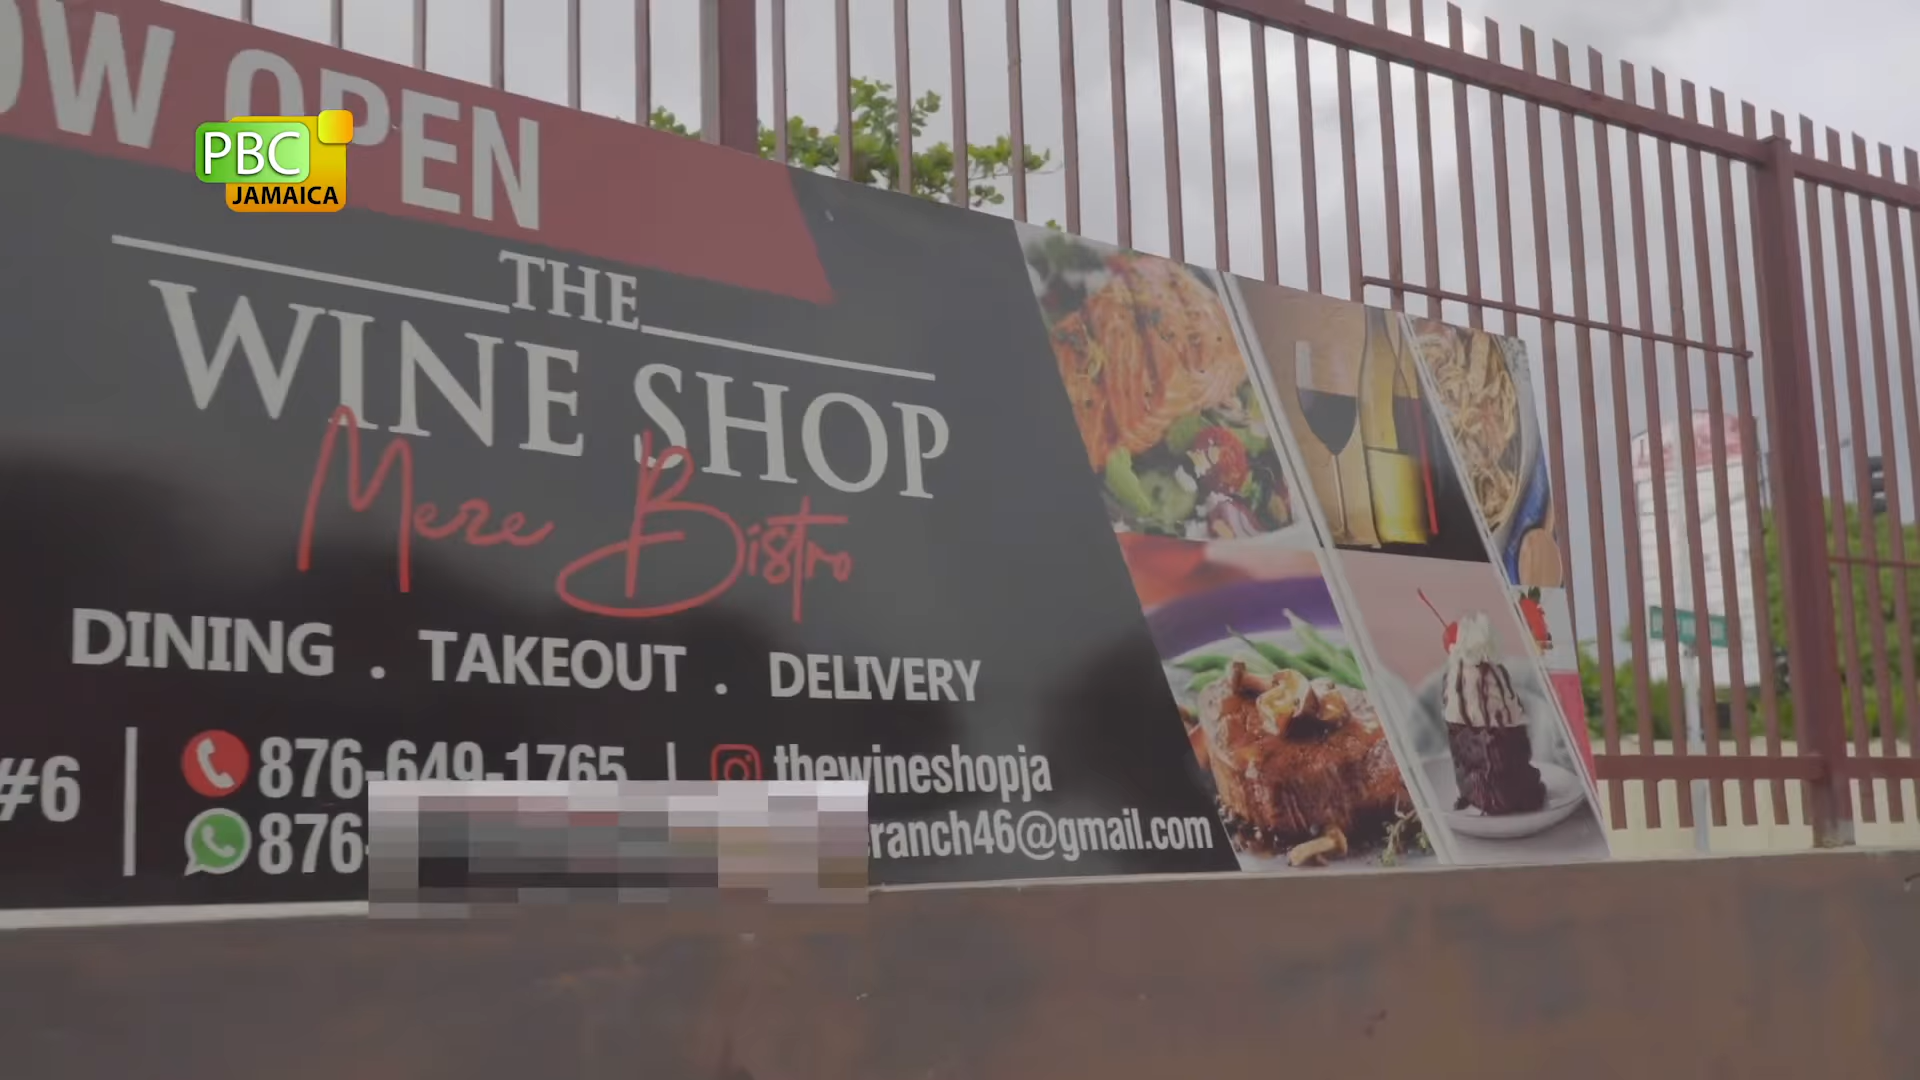 OW OPEN
PBC
JAMAICA
THE
WINE SHOP
Meze Bistro
DINING . TAKEOUT . DELIVERY
#6 | 876-649-1765 | thewineshopja
876- ranch46@gmail.com